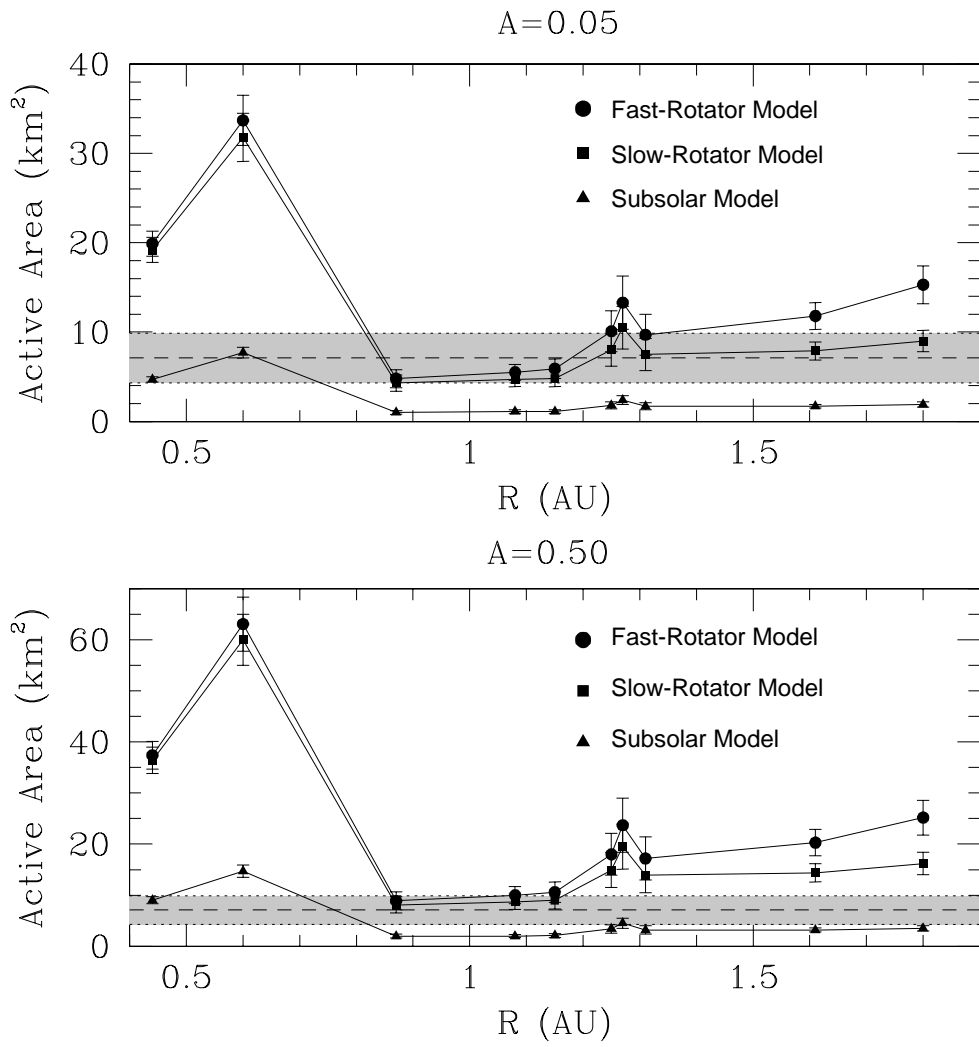 A=0.05
Active Area (km²)
40
30
20
10
0
Fast-Rotator Model
Slow-Rotator Model
Subsolar Model
0.5 1 1.5
R (AU)
A=0.50
Active Area (km²)
60
40
20
0
Fast-Rotator Model
Slow-Rotator Model
Subsolar Model
0.5 1 1.5
R (AU)